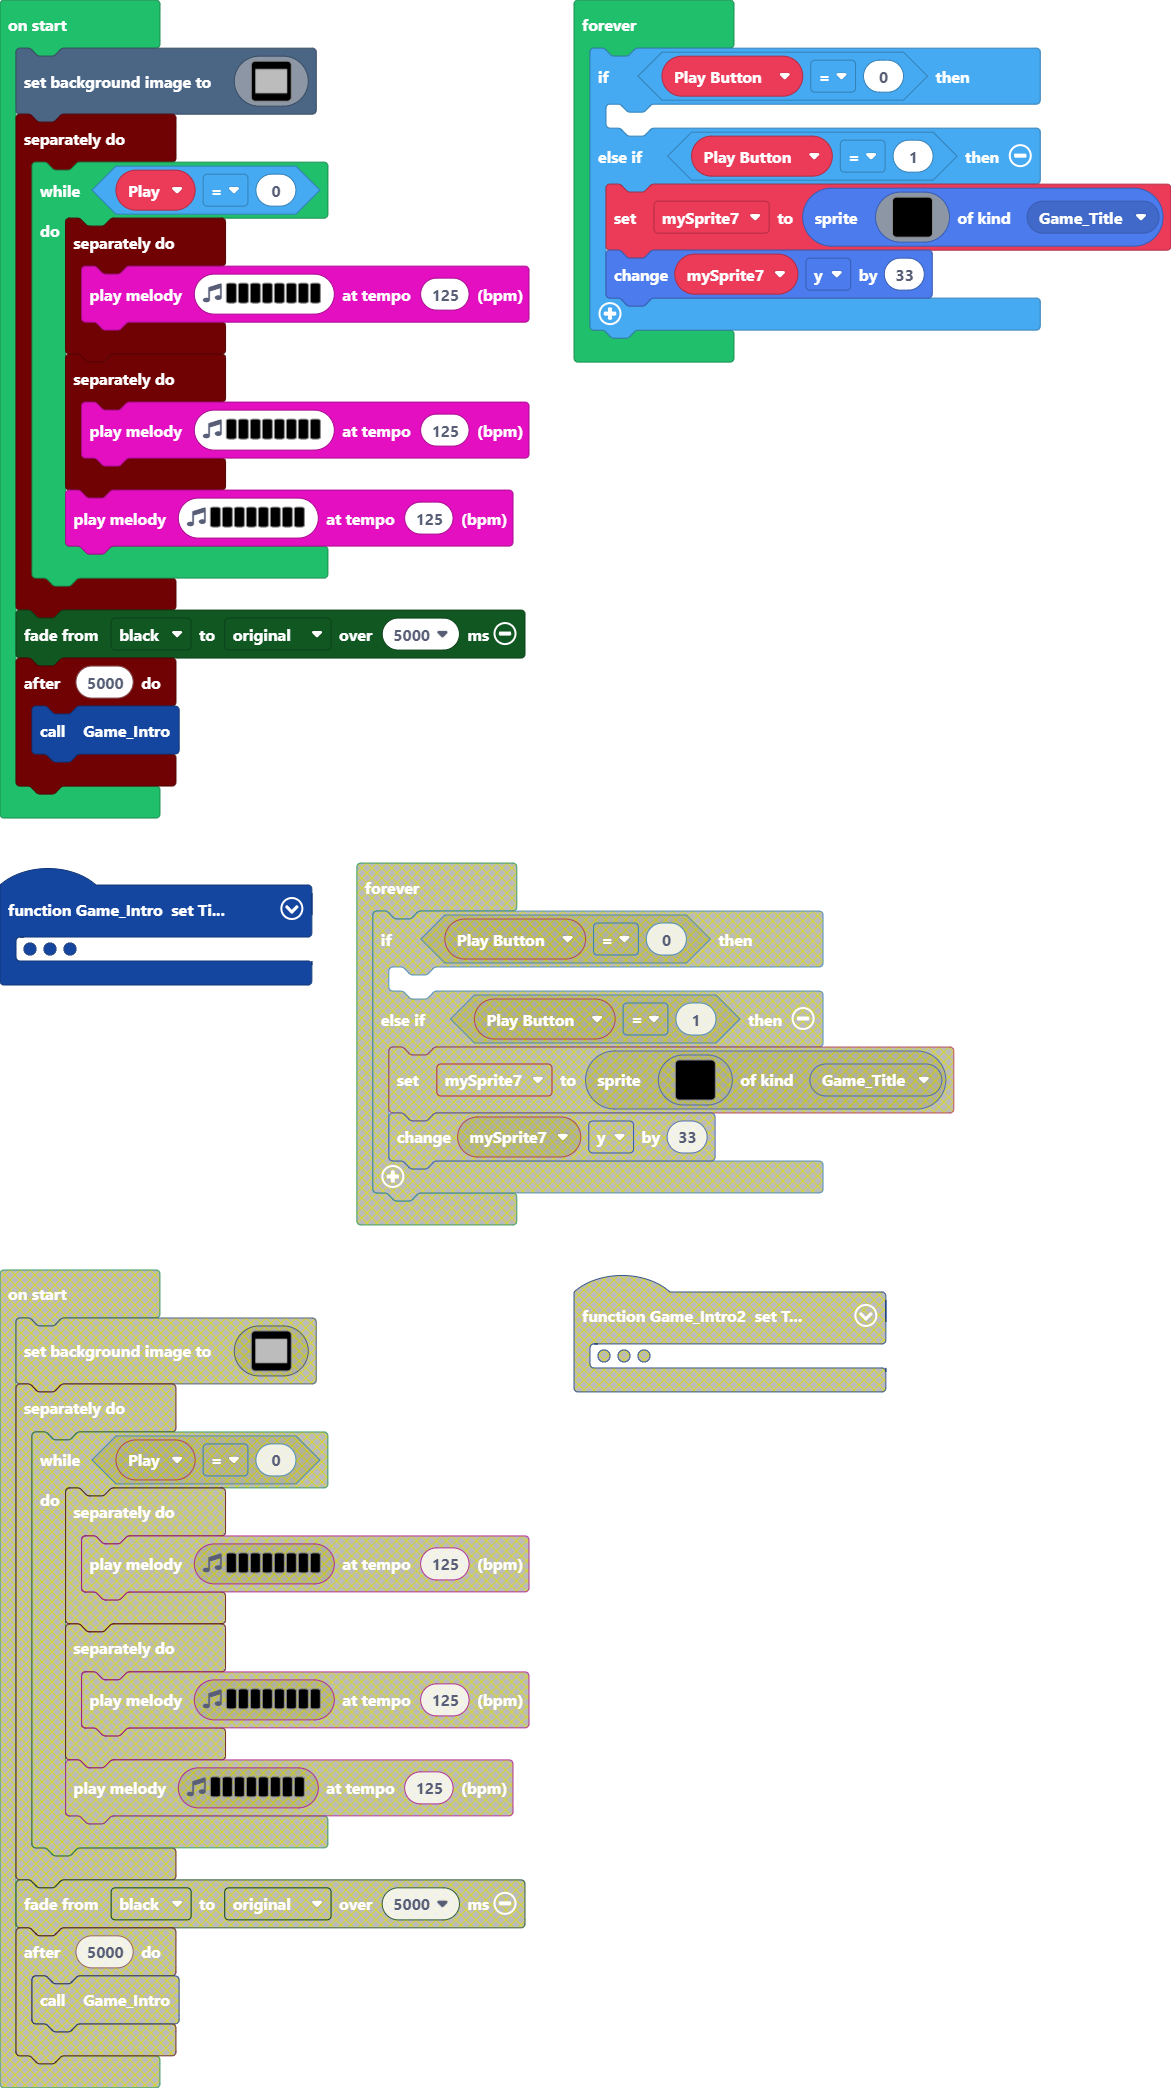 on start
set background image to
separately do
while Play = 0
do
separately do
play melody at tempo 125 (bpm)
separately do
play melody at tempo 125 (bpm)
play melody at tempo 125 (bpm)
fade from black to original over 5000 ms
after 5000 do
call Game_Intro
forever
if Play Button = 0 then
else if Play Button = 1 then
set mySprite7 to sprite of kind Game_Title
change mySprite7 y by 33
function Game_Intro set Ti...
forever
if Play Button = 0 then
else if Play Button = 1 then
set mySprite7 to sprite of kind Game_Title
change mySprite7 y by 33
on start
set background image to
separately do
while Play = 0
do
separately do
play melody at tempo 125 (bpm)
separately do
play melody at tempo 125 (bpm)
play melody at tempo 125 (bpm)
fade from black to original over 5000 ms
after 5000 do
call Game_Intro
function Game_Intro2 set T...